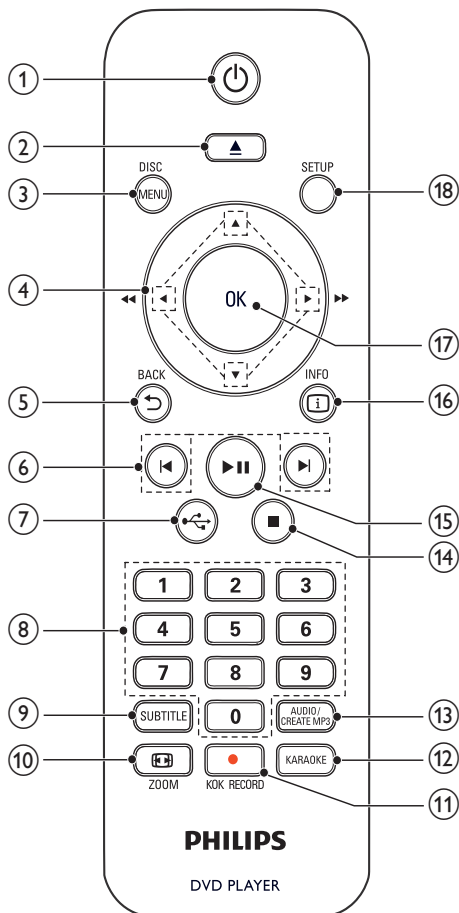 1
2
DISC
SETUP
3
MENU
18
4
OK
17
BACK
INFO
5
i
16
6
7
15
14
1 2 3
4 5 6
8
7 8 9
9
SUBTITLE
0
AUDIO/
CREATE MP3
13
10
KARAOKE
12
ZOOM
KOK RECORD
11
PHILIPS
DVD PLAYER